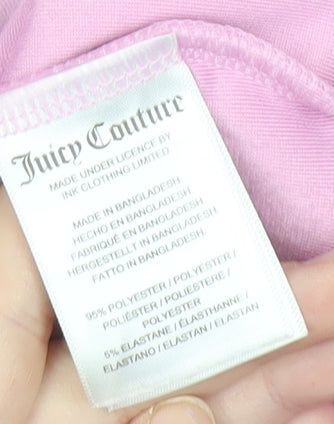 Juicy Couture
MADE UNDER LICENCE BY
INK CLOTHING LIMITED
MADE IN BANGLADESH
HECHO EN BANGLADESH
FABRIQUÉ EN BANGLADESH
HERGESTELLT IN BANGLADESH
FATTO IN BANGLADESH
95% POLYESTER / POLYESTER /
POLIÉSTER / POLIESTERE /
POLYESTER
5% ELASTANE / ÉLASTHANNE /
ELASTANO / ELASTAN / ELASTAN